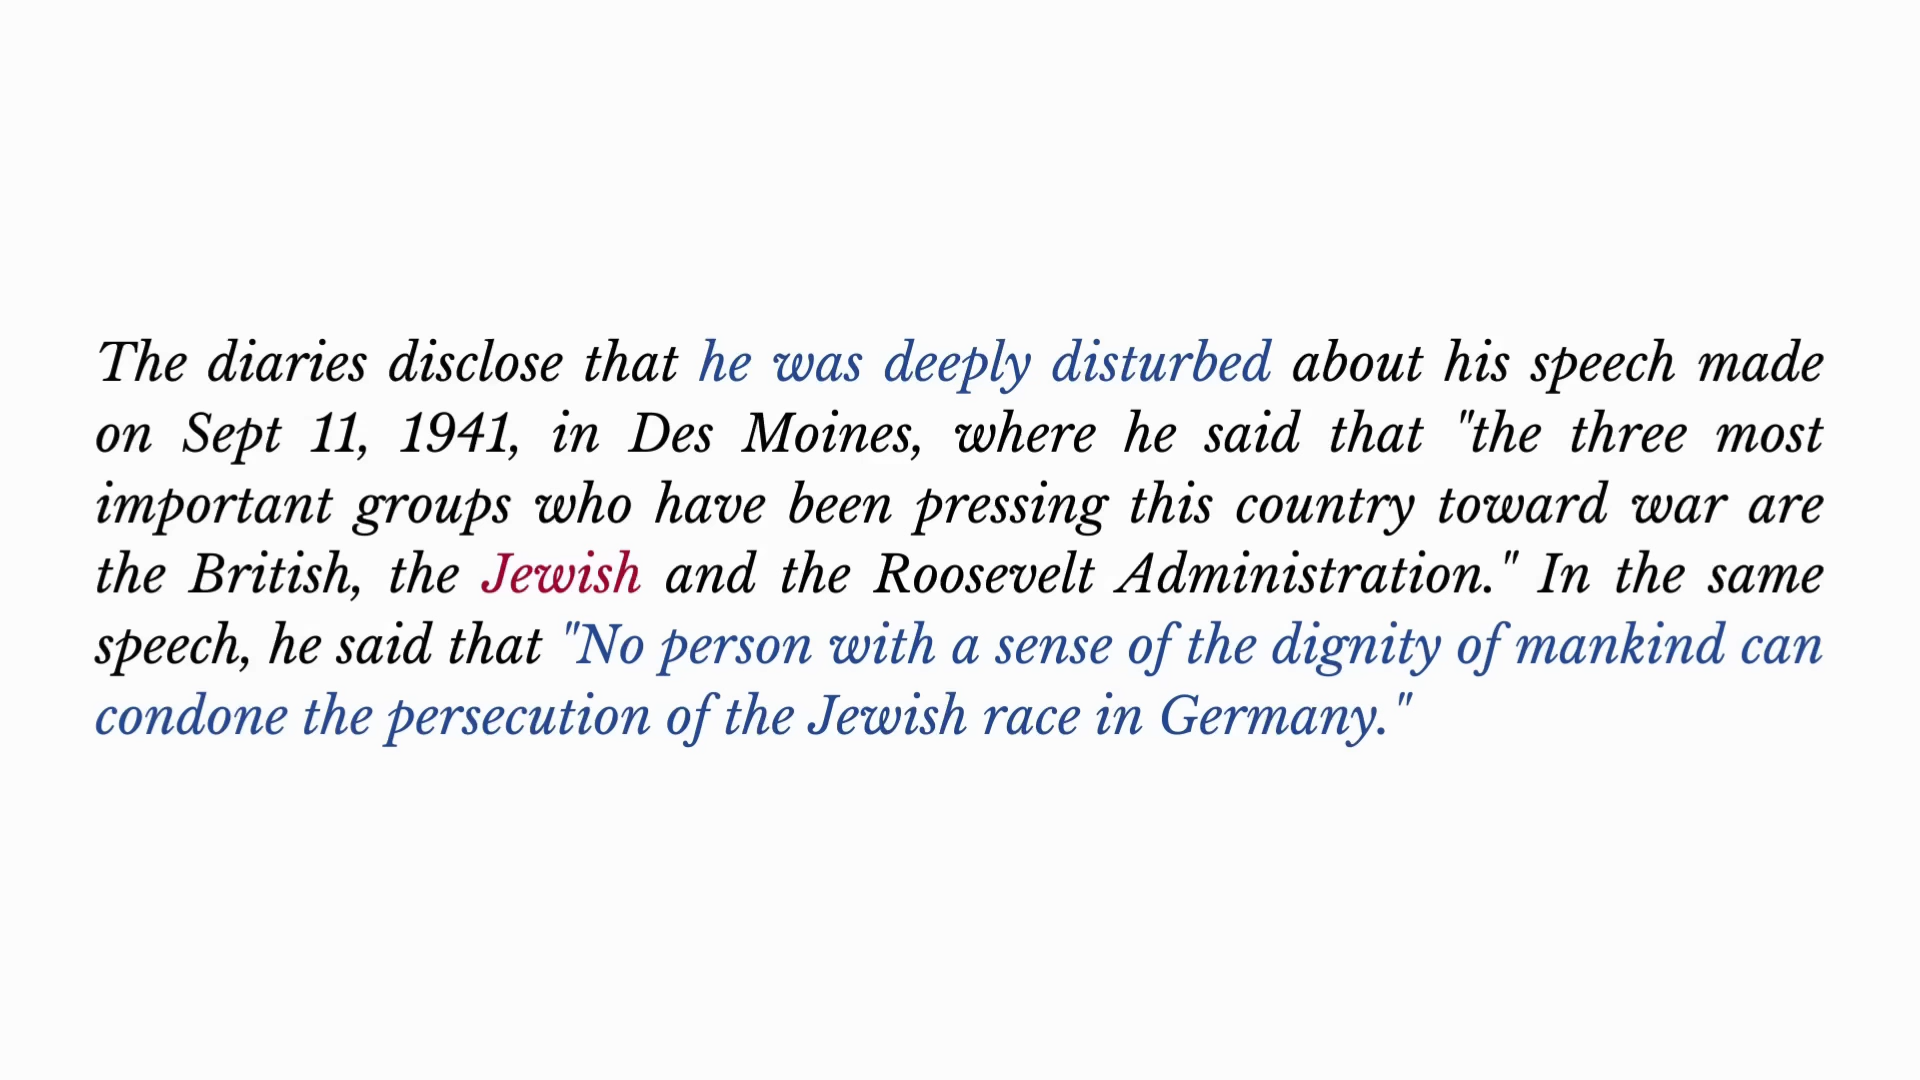 The diaries disclose that he was deeply disturbed about his speech made
on Sept 11, 1941, in Des Moines, where he said that "the three most
important groups who have been pressing this country toward war are
the British, the Jewish and the Roosevelt Administration." In the same
speech, he said that "No person with a sense of the dignity of mankind can
condone the persecution of the Jewish race in Germany."